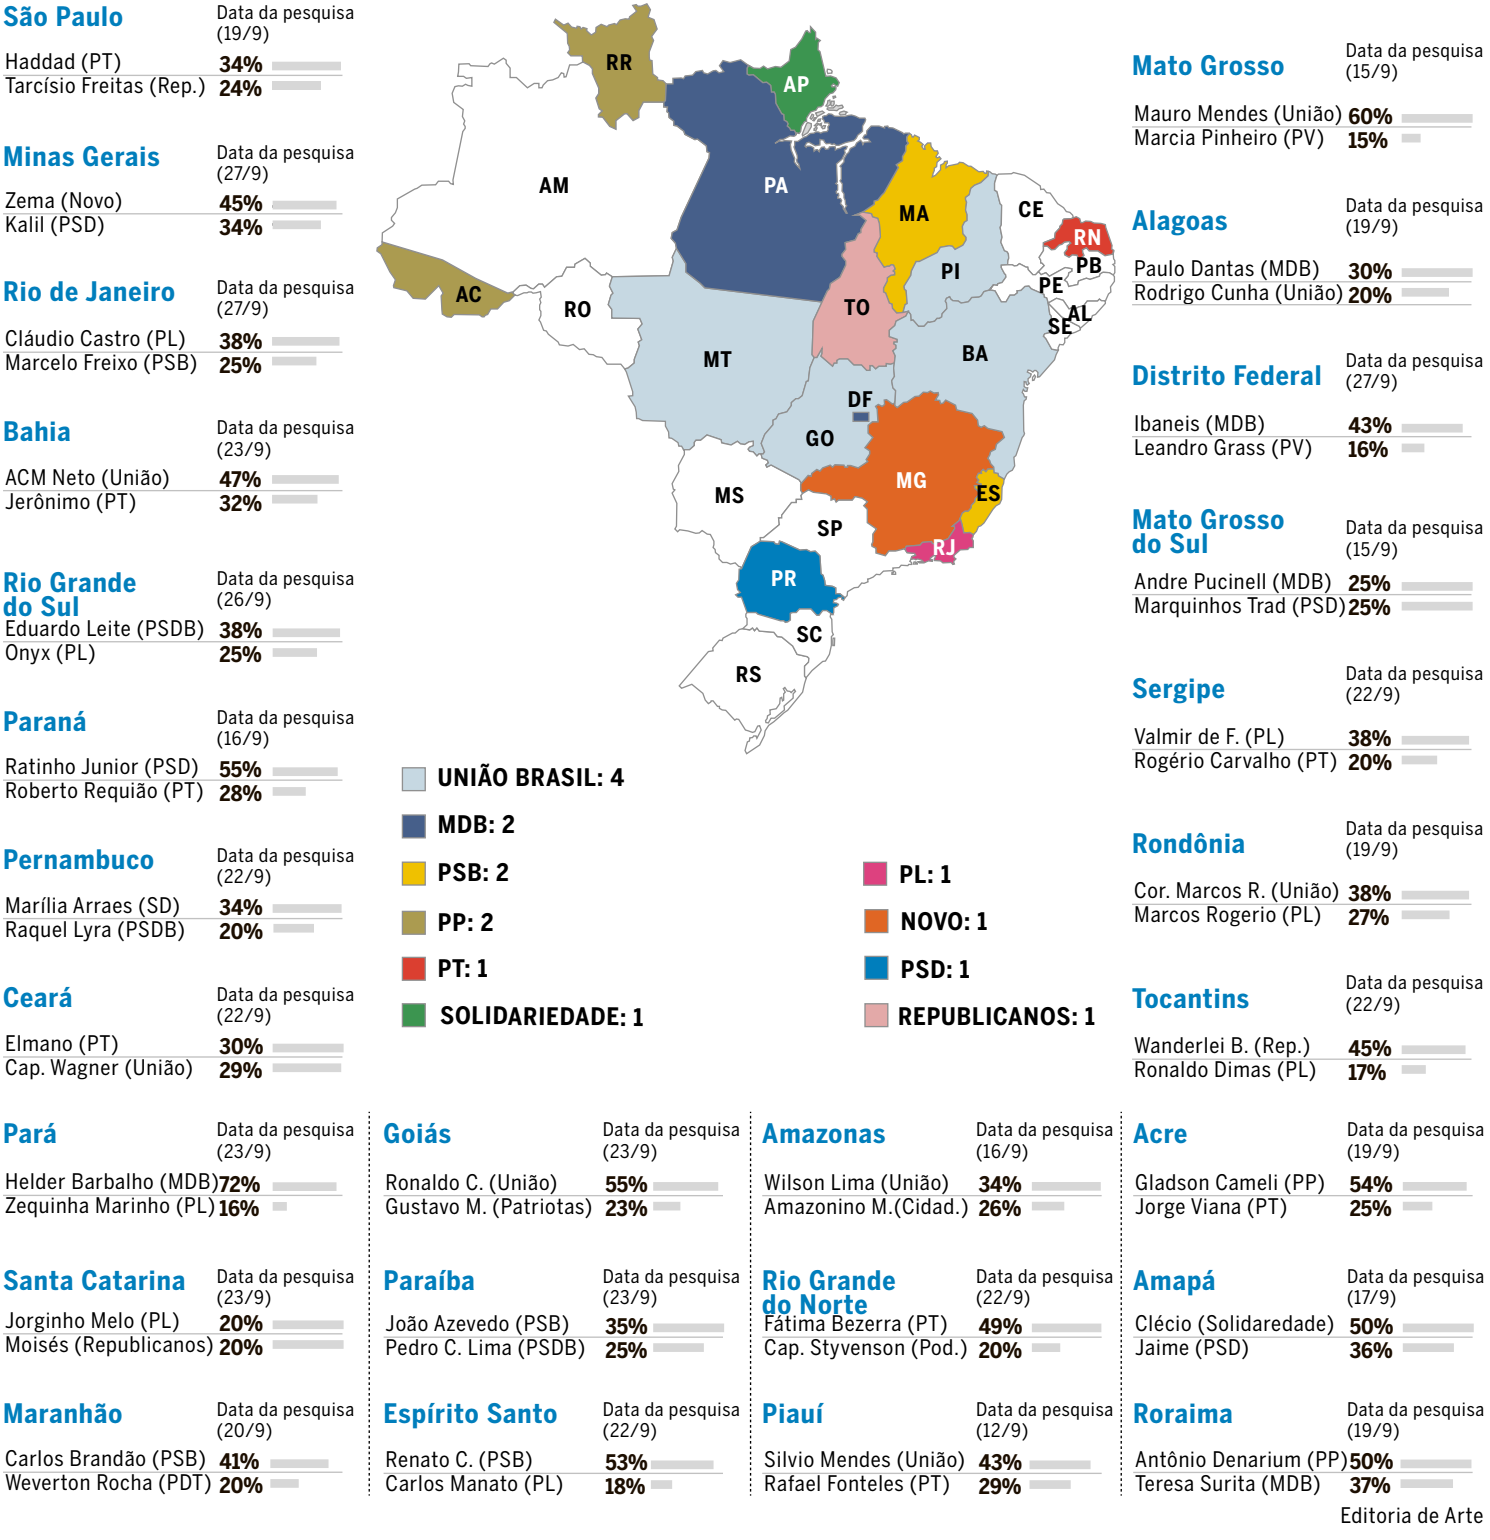 São Paulo
Data da pesquisa
(19/9)
Haddad (PT) 34%
Tarcísio Freitas (Rep.) 24%
Minas Gerais
Data da pesquisa
(27/9)
Zema (Novo) 45%
Kalil (PSD) 34%
Rio de Janeiro
Data da pesquisa
(27/9)
Cláudio Castro (PL) 38%
Marcelo Freixo (PSB) 25%
Bahia
Data da pesquisa
(23/9)
ACM Neto (União) 47%
Jerônimo (PT) 32%
Rio Grande
do Sul
Data da pesquisa
(26/9)
Eduardo Leite (PSDB) 38%
Onyx (PL) 25%
Paraná
Data da pesquisa
(16/9)
Ratinho Junior (PSD) 55%
Roberto Requião (PT) 28%
Pernambuco
Data da pesquisa
(22/9)
Marília Arraes (SD) 34%
Raquel Lyra (PSDB) 20%
Ceará
Data da pesquisa
(22/9)
Elmano (PT) 30%
Cap. Wagner (União) 29%
RR
AP
AM
PA
MA
CE
RN
PB
PI
PE
AC
RO
TO
AL
SE
MT
BA
DF
GO
MG
MS
ES
SP
RJ
PR
SC
RS
UNIÃO BRASIL: 4
MDB: 2
PSB: 2
PP: 2
PT: 1
SOLIDARIEDADE: 1
PL: 1
NOVO: 1
PSD: 1
REPUBLICANOS: 1
Mato Grosso
Data da pesquisa
(15/9)
Mauro Mendes (União) 60%
Marcia Pinheiro (PV) 15%
Alagoas
Data da pesquisa
(19/9)
Paulo Dantas (MDB) 30%
Rodrigo Cunha (União) 20%
Distrito Federal
Data da pesquisa
(27/9)
Ibaneis (MDB) 43%
Leandro Grass (PV) 16%
Mato Grosso
do Sul
Data da pesquisa
(15/9)
Andre Pucinell (MDB) 25%
Marquinhos Trad (PSD) 25%
Sergipe
Data da pesquisa
(22/9)
Valmir de F. (PL) 38%
Rogério Carvalho (PT) 20%
Rondônia
Data da pesquisa
(19/9)
Cor. Marcos R. (União) 38%
Marcos Rogerio (PL) 27%
Tocantins
Data da pesquisa
(22/9)
Wanderlei B. (Rep.) 45%
Ronaldo Dimas (PL) 17%
Pará
Data da pesquisa
(23/9)
Helder Barbalho (MDB) 72%
Zequinha Marinho (PL) 16%
Goiás
Data da pesquisa
(23/9)
Ronaldo C. (União) 55%
Gustavo M. (Patriotas) 23%
Amazonas
Data da pesquisa
(16/9)
Wilson Lima (União) 34%
Amazonino M.(Cidad.) 26%
Acre
Data da pesquisa
(19/9)
Gladson Cameli (PP) 54%
Jorge Viana (PT) 25%
Santa Catarina
Data da pesquisa
(23/9)
Jorginho Melo (PL) 20%
Moisés (Republicanos) 20%
Paraíba
Data da pesquisa
(23/9)
João Azevedo (PSB) 35%
Pedro C. Lima (PSDB) 25%
Rio Grande
do Norte
Data da pesquisa
(22/9)
Fátima Bezerra (PT) 49%
Cap. Styvenson (Pod.) 20%
Amapá
Data da pesquisa
(17/9)
Clécio (Solidaredade) 50%
Jaime (PSD) 36%
Maranhão
Data da pesquisa
(20/9)
Carlos Brandão (PSB) 41%
Weverton Rocha (PDT) 20%
Espírito Santo
Data da pesquisa
(22/9)
Renato C. (PSB) 53%
Carlos Manato (PL) 18%
Piauí
Data da pesquisa
(12/9)
Silvio Mendes (União) 43%
Rafael Fonteles (PT) 29%
Roraima
Data da pesquisa
(19/9)
Antônio Denarium (PP) 50%
Teresa Surita (MDB) 37%
Editoria de Arte